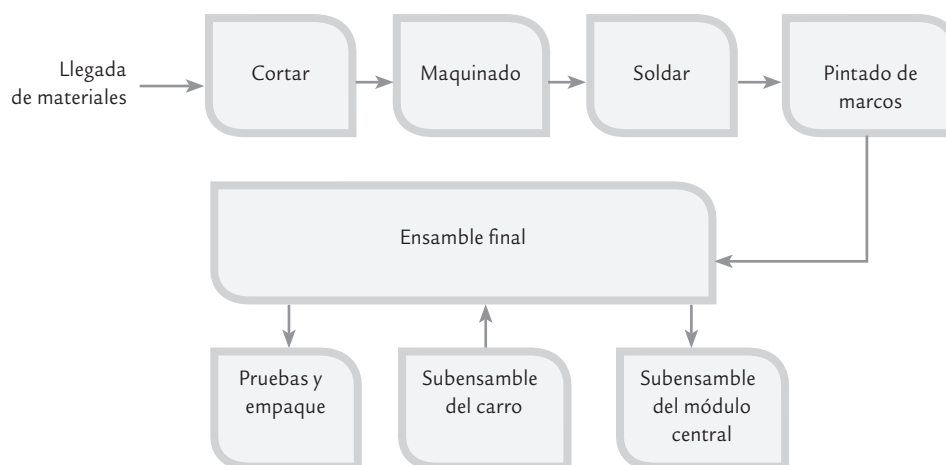 Llegada
de materiales
Cortar
Maquinado
Soldar
Pintado de
marcos
Ensamble final
Pruebas y
empaque
Subensamble
del carro
Subensamble
del módulo
central